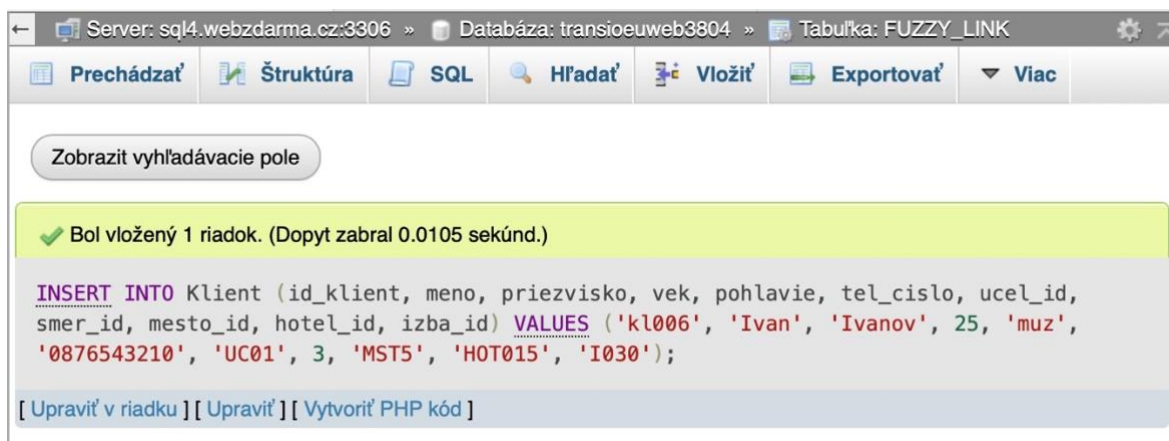 ← Server: sql4.webzdarma.cz:3306 » Databáza: transioeuweb3804 » Tabuľka: FUZZY_LINK
Prechádzať Štruktúra SQL Hľadať Vložiť Exportovať Viac
Zobrazit vyhľadávacie pole
Bol vložený 1 riadok. (Dopyt zabral 0.0105 sekúnd.)
INSERT INTO Klient (id_klient, meno, priezvisko, vek, pohlavie, tel_cislo, ucel_id,
smer_id, mesto_id, hotel_id, izba_id) VALUES ('kl006', 'Ivan', 'Ivanov', 25, 'muz',
'0876543210', 'UC01', 3, 'MST5', 'HOT015', 'I030');
[ Upraviť v riadku ] [ Upraviť ] [ Vytvoriť PHP kód ]